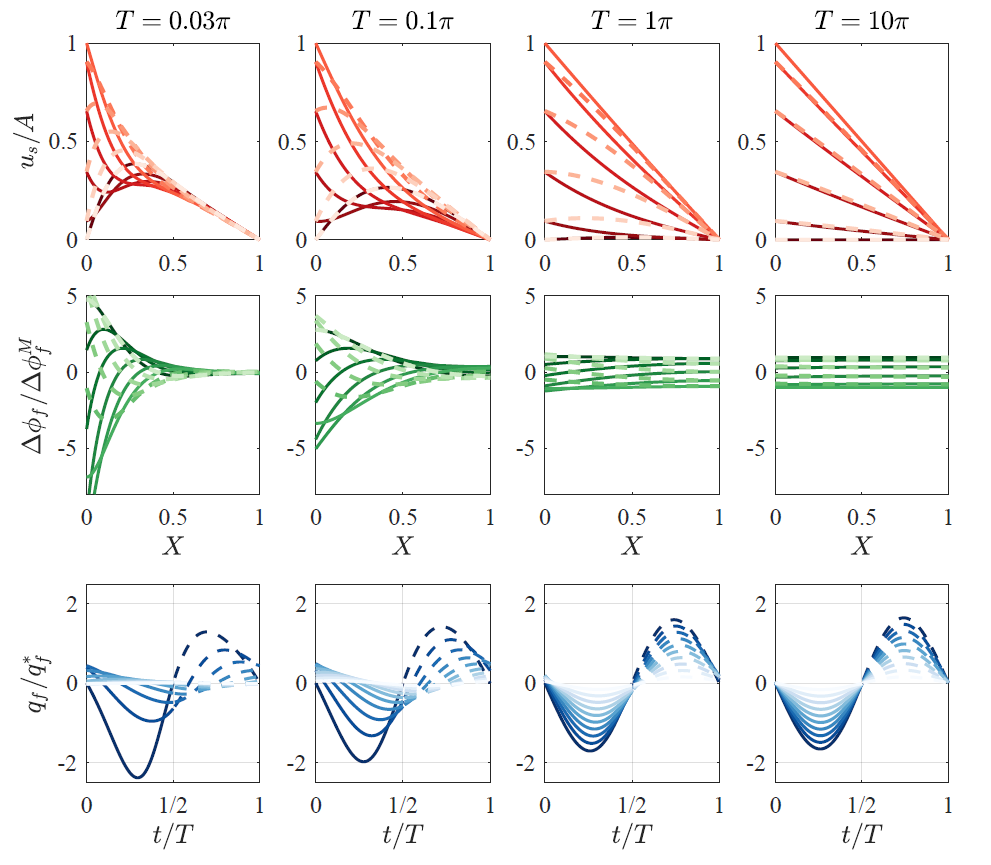 T = 0.03π T = 0.1π T = 1π T = 10π
1 1 1 1
u_s/A
0.5 0.5 0.5 0.5
0 0 0 0
0 0.5 1 0 0.5 1 0 0.5 1 0 0.5 1
5 5 5 5
Δϕ_f/Δϕ_f^M
0 0 0 0
-5 -5 -5 -5
0 0.5 1 0 0.5 1 0 0.5 1 0 0.5 1
X X X X
2 2 2 2
q_f/q_f^*
0 0 0 0
-2 -2 -2 -2
0 1/2 1 0 1/2 1 0 1/2 1 0 1/2 1
t/T t/T t/T t/T